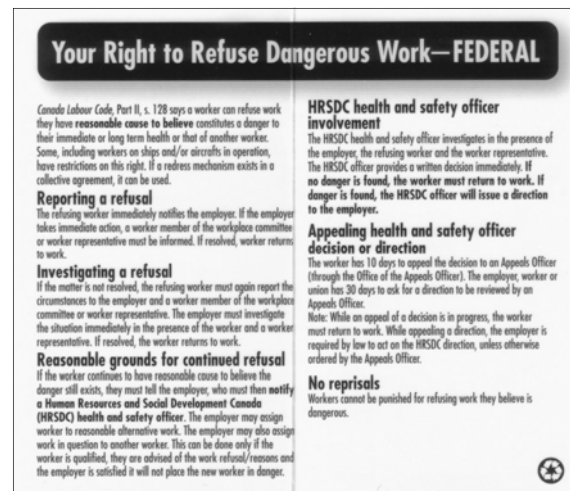 Your Right to Refuse Dangerous Work—FEDERAL
Canada Labour Code, Part II, s. 128 says a worker can refuse work
they have reasonable cause to believe constitutes a danger to
their immediate or long term health or that of another worker.
Some, including workers on ships and/or aircrafts in operation,
have restrictions on this right. If a redress mechanism exists in a
collective agreement, it can be used.
Reporting a refusal
The refusing worker immediately notifies the employer. If the employer
takes immediate action, a worker member of the workplace committee
or worker representative must be informed. If resolved, worker returns
to work.
Investigating a refusal
If the matter is not resolved, the refusing worker must again report the
circumstances to the employer and a worker member of the workplace
committee or worker representative. The employer must investigate
the situation immediately in the presence of the worker and a worker
representative. If resolved, the worker returns to work.
Reasonable grounds for continued refusal
If the worker continues to have reasonable cause to believe the
danger still exists, they must tell the employer, who must then notify
a Human Resources and Social Development Canada
(HRSDC) health and safety officer. The employer may assign
worker to reasonable alternative work. The employer may also assign
work in question to another worker. This can be done only if the
worker is qualified, they are advised of the work refusal/reasons and
the employer is satisfied it will not place the new worker in danger.
HRSDC health and safety officer
involvement
The HRSDC health and safety officer investigates in the presence of
the employer, the refusing worker and the worker representative.
The HRSDC officer provides a written decision immediately. If
no danger is found, the worker must return to work. If
danger is found, the HRSDC officer will issue a direction
to the employer.
Appealing health and safety officer
decision or direction
The worker has 10 days to appeal the decision to an Appeals Officer
(through the Office of the Appeals Officer). The employer, worker or
union has 30 days to ask for a direction to be reviewed by an
Appeals Officer.
Note: While an appeal of a decision is in progress, the worker
must return to work. While appealing a direction, the employer is
required by law to act on the HRSDC direction, unless otherwise
ordered by the Appeals Officer.
No reprisals
Workers cannot be punished for refusing work they believe is
dangerous.